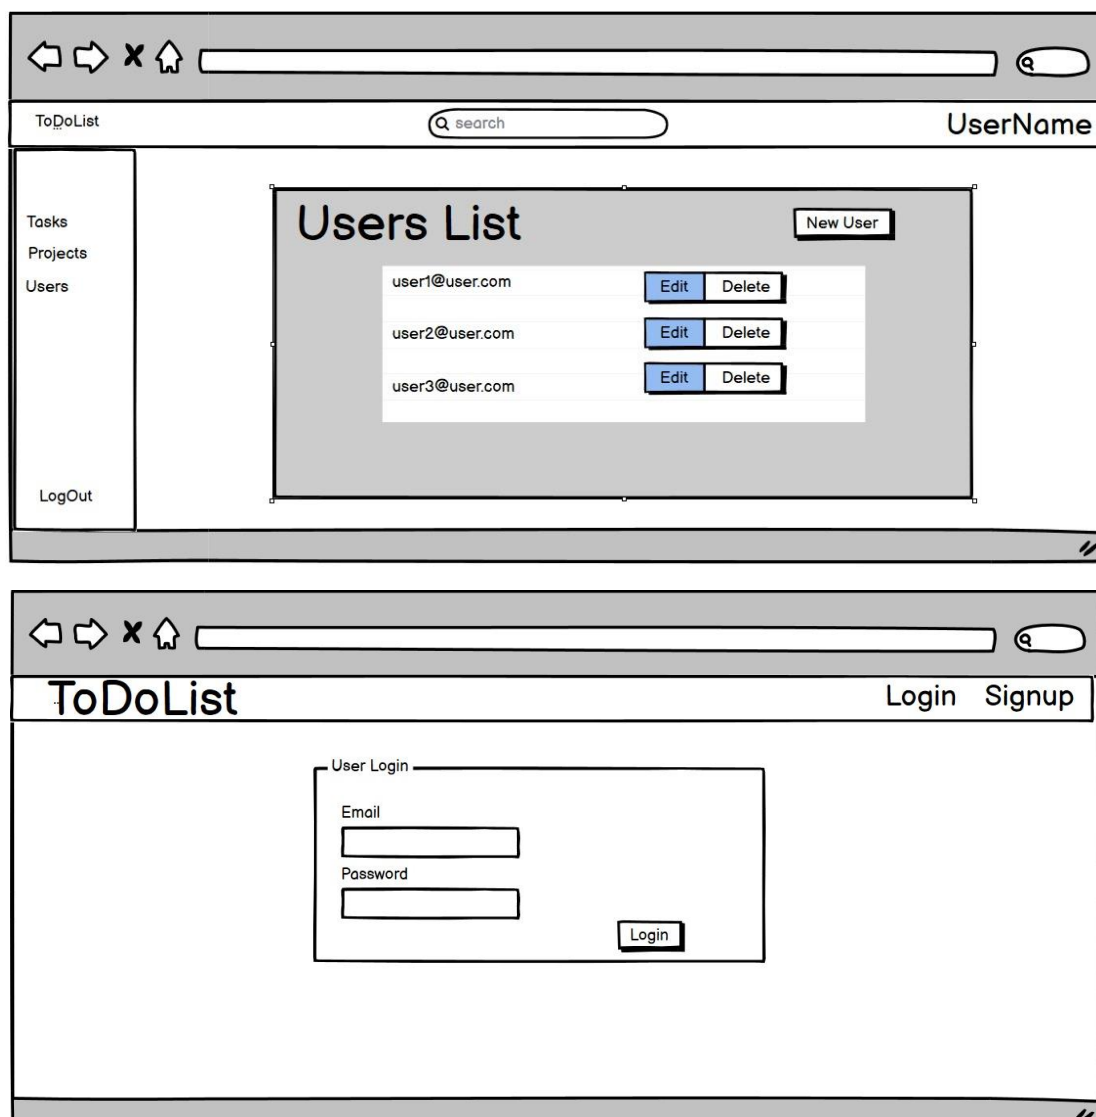 ToDoList search UserName
Users List New User
Tasks
Projects
Users
user1@user.com Edit Delete
user2@user.com Edit Delete
user3@user.com Edit Delete
LogOut
ToDoList Login Signup
User Login
Email
Password
Login